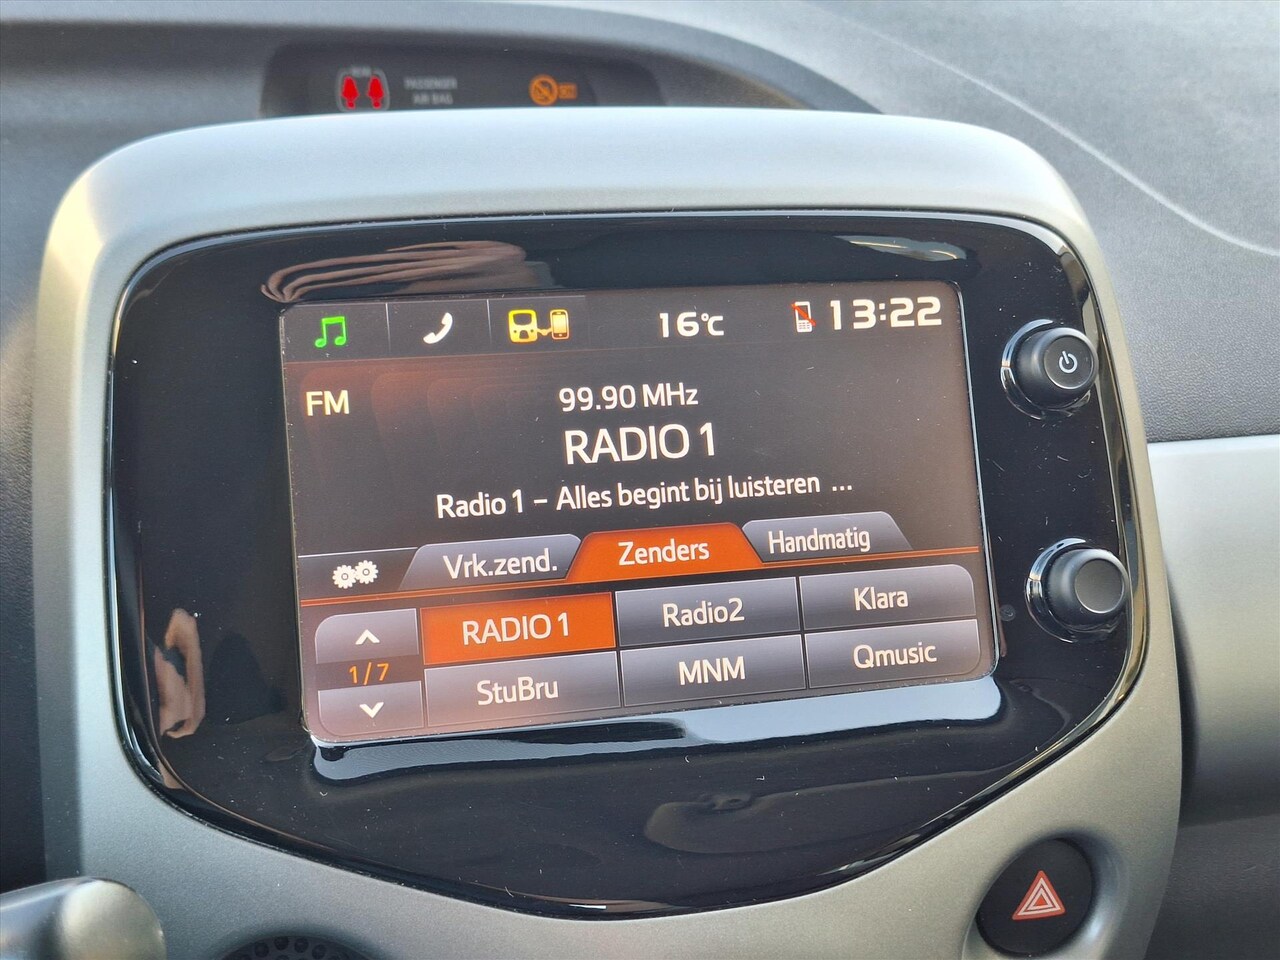 PASSENGER
AIR BAG
16°C
13:22
FM
99.90 MHz
RADIO 1
Radio 1 - Alles begint bij luisteren ...
Vrk.zend.
Zenders
Handmatig
1/7
RADIO 1
Radio2
Klara
StuBru
MNM
Qmusic